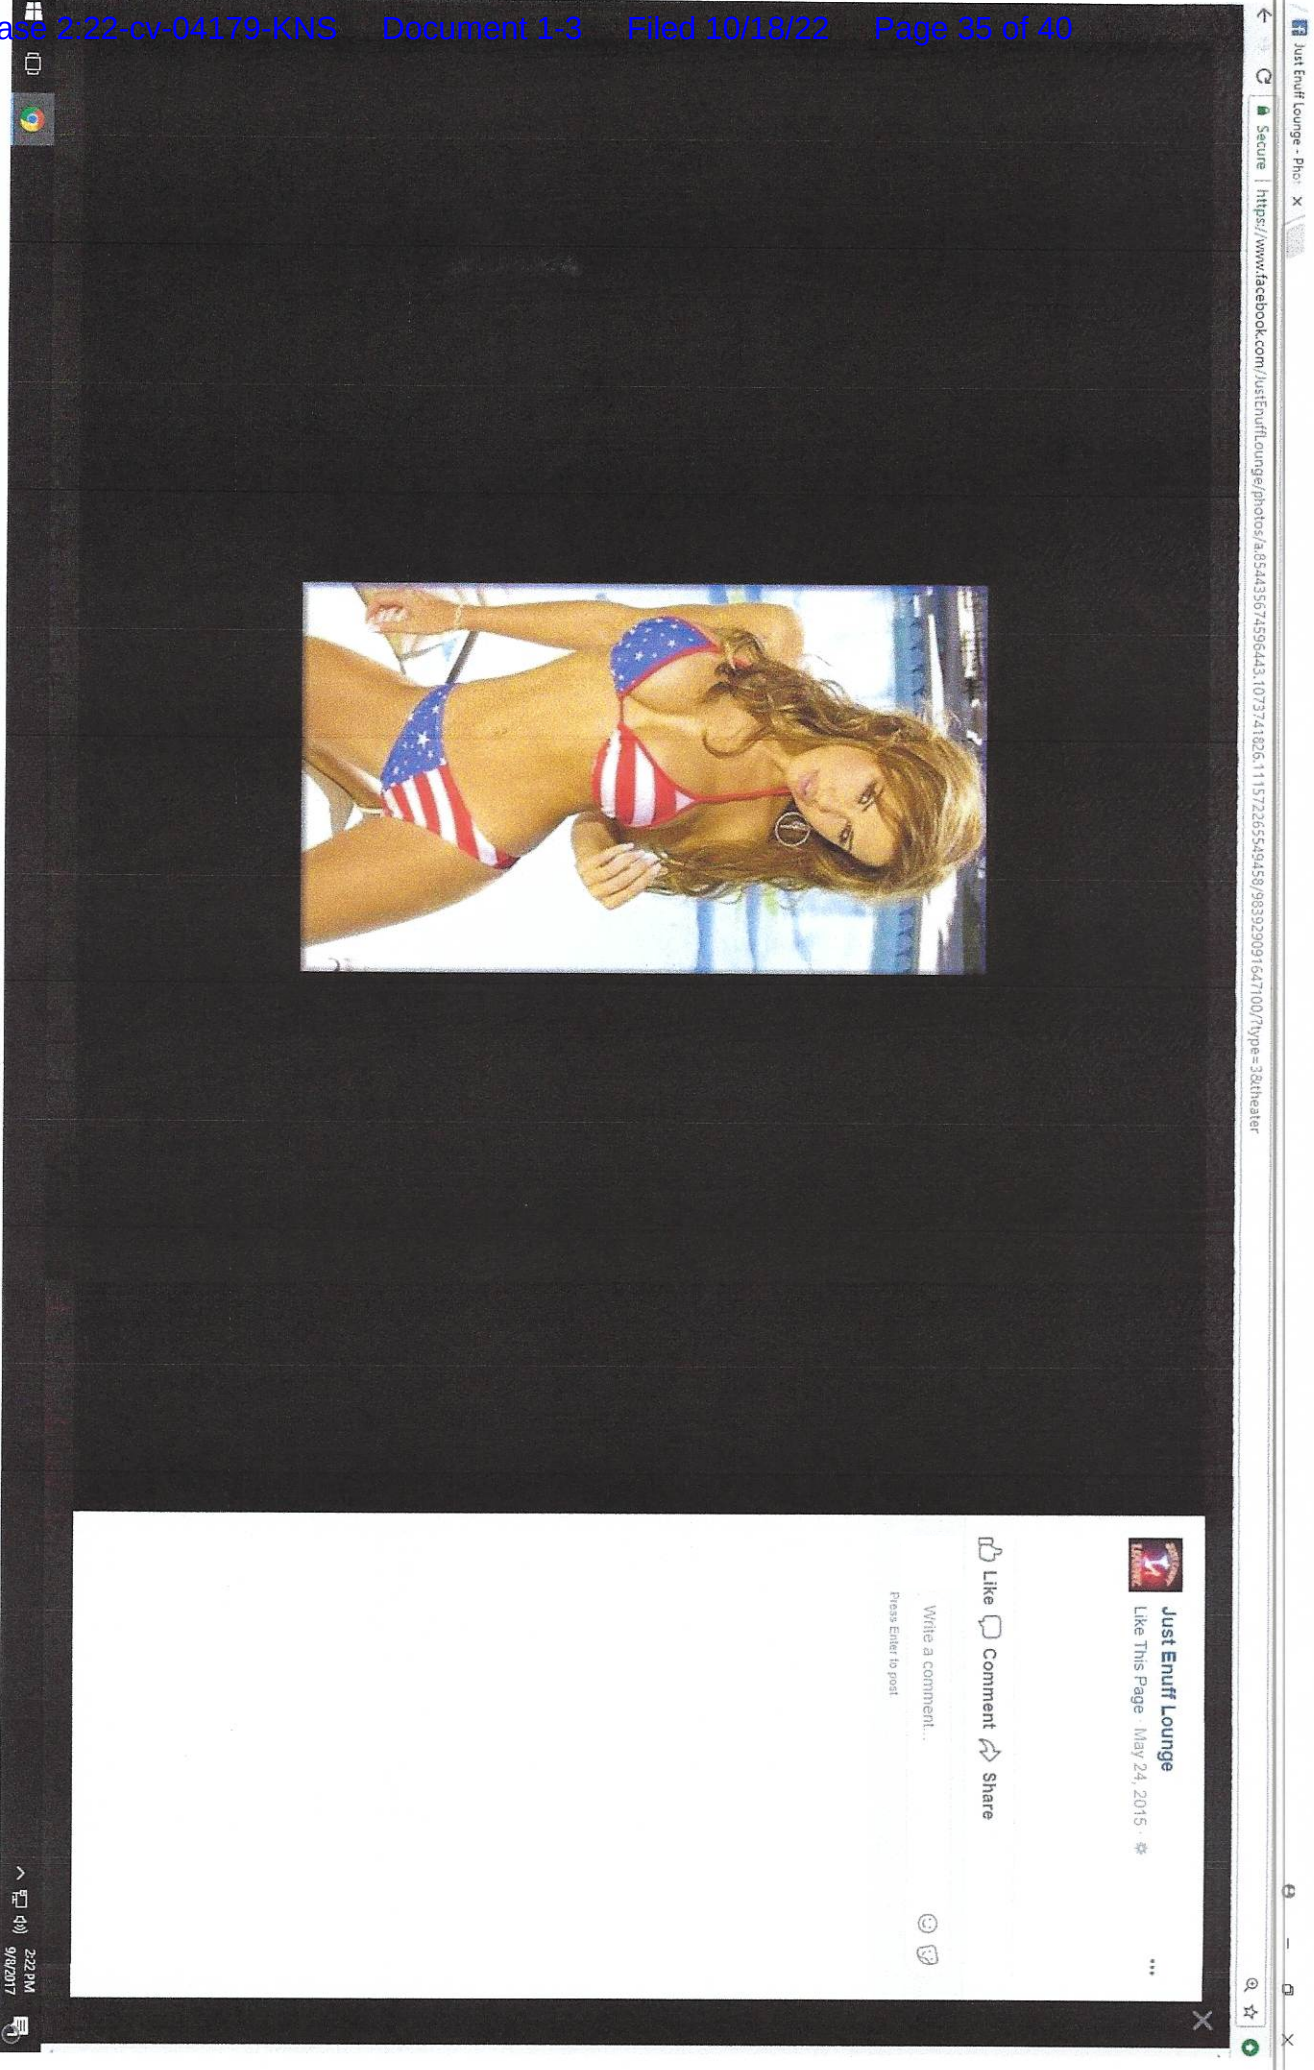 ase 2:22-cv-04179-KNS Document 1-3 Filed 10/18/22 Page 35 of 40
Just Enuff Lounge - Phot
Secure | https://www.facebook.com/JustEnuffLounge/photos/a.854435674596443.1073741826.111572265549458/983929091647100/?type=3&theater
Just Enuff Lounge
Like This Page · May 24, 2015 ·
Like Comment Share
Write a comment...
Press Enter to post.
2:22 PM
9/8/2017